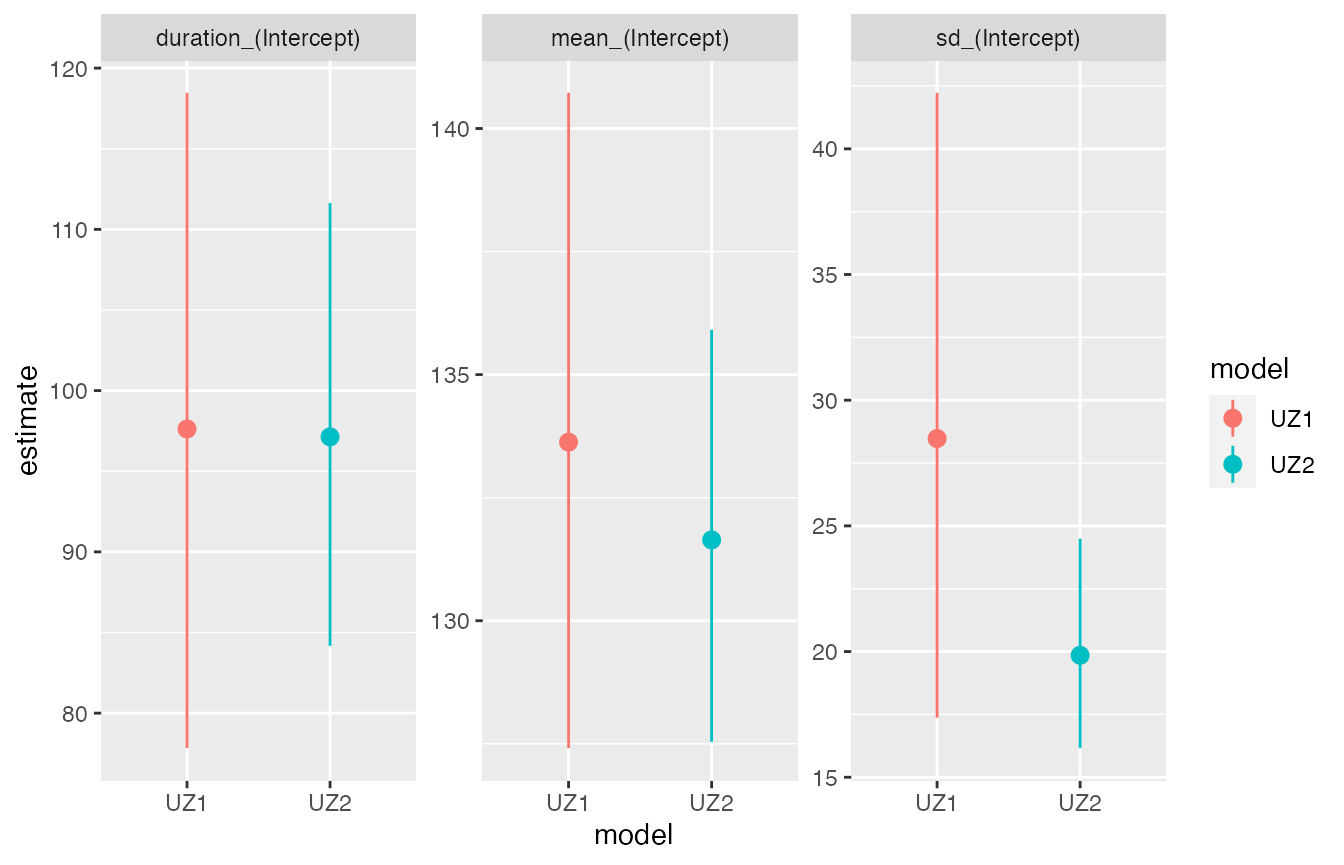 duration_(Intercept)
mean_(Intercept)
sd_(Intercept)
estimate
120
110
100
90
80
140
135
130
40
35
30
25
20
15
UZ1
UZ2
UZ1
UZ2
UZ1
UZ2
model
model
UZ1
UZ2